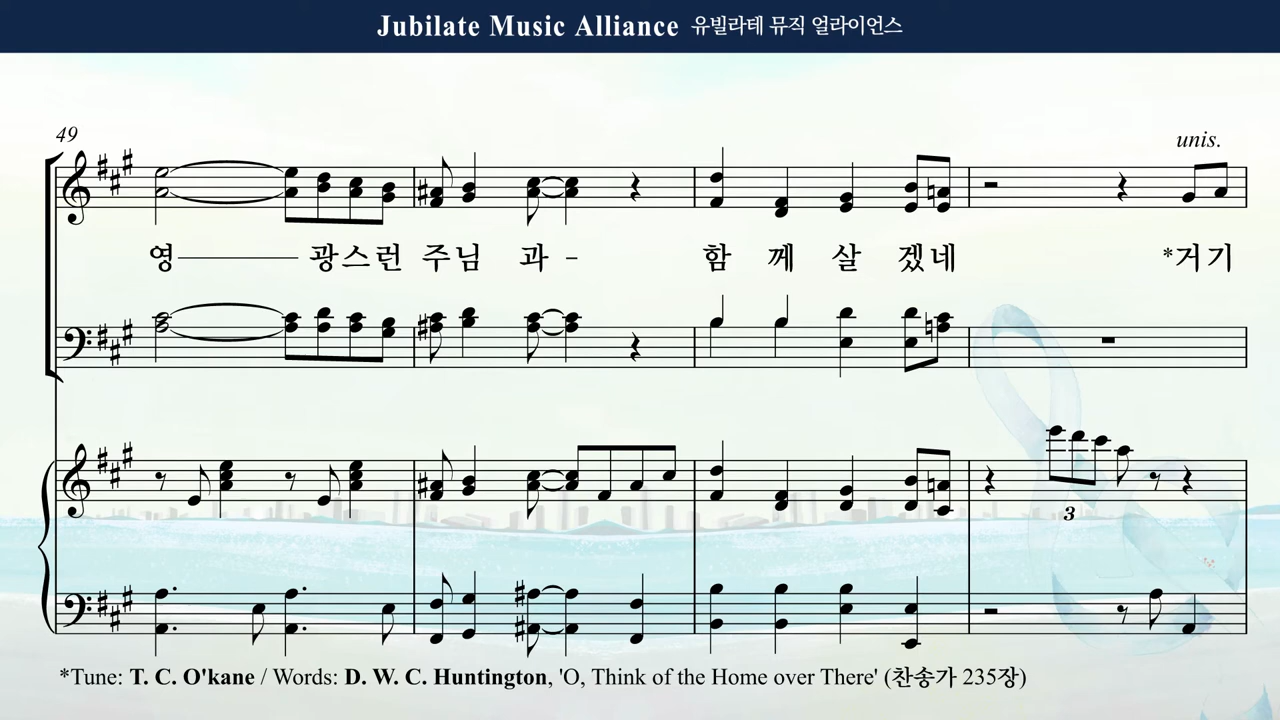 Jubilate Music Alliance 유빌라테 뮤직 얼라이언스
49
unis.
영 광스런 주님 과 - 함 께 살 겠네 *거기
3
*Tune: T. C. O'kane / Words: D. W. C. Huntington, 'O, Think of the Home over There' (찬송가 235장)